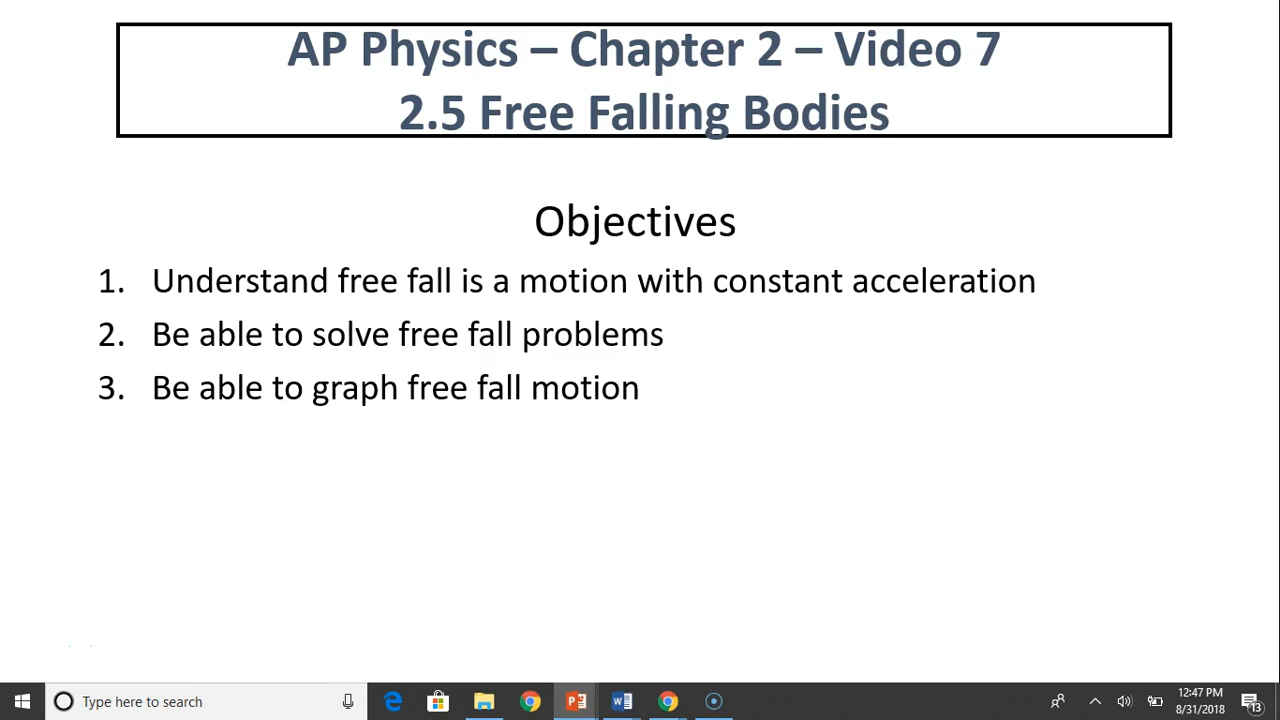 AP Physics – Chapter 2 – Video 7
2.5 Free Falling Bodies
Objectives
1. Understand free fall is a motion with constant acceleration
2. Be able to solve free fall problems
3. Be able to graph free fall motion
Type here to search
12:47 PM
8/31/2018
13